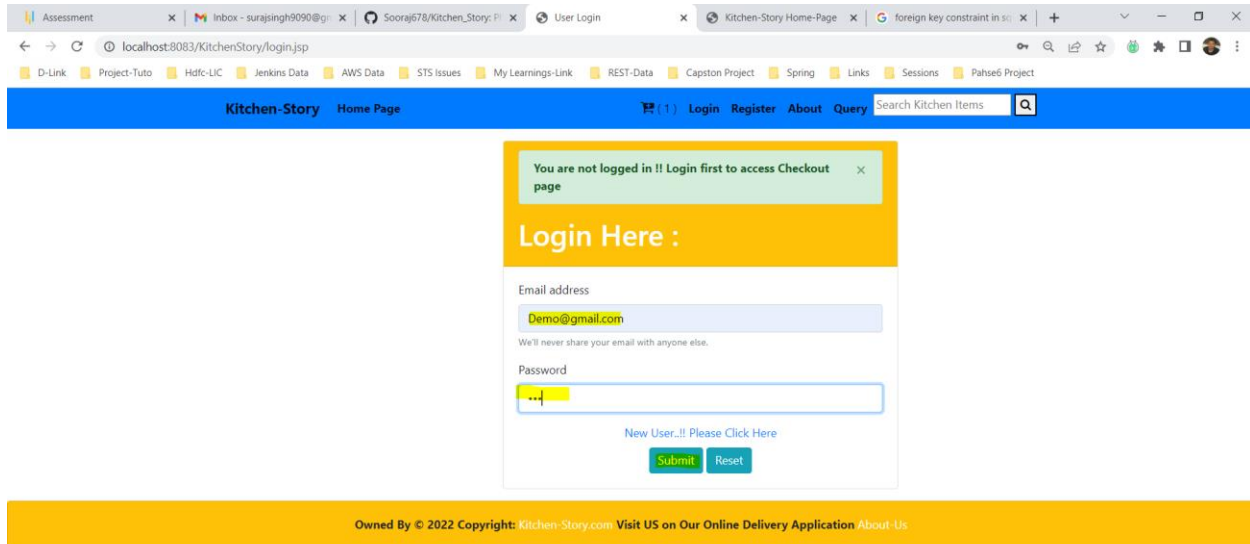 Assessment
Inbox - surajsingh9090@gm
Sooraj678/Kitchen_Story: P
User Login
Kitchen-Story Home-Page
foreign key constraint in sq
localhost:8083/KitchenStory/login.jsp
D-Link Project-Tuto Hdfc-LIC Jenkins Data AWS Data STS Issues My Learnings-Link REST-Data Capston Project Spring Links Sessions Pahse6 Project
Kitchen-Story Home Page ( 1 ) Login Register About Query Search Kitchen Items
You are not logged in !! Login first to access Checkout ×
page
Login Here :
Email address
Demo@gmail.com
We'll never share your email with anyone else.
Password
•••
New User..!! Please Click Here
Submit Reset
Owned By © 2022 Copyright: Kitchen-Story.com Visit US on Our Online Delivery Application About-Us